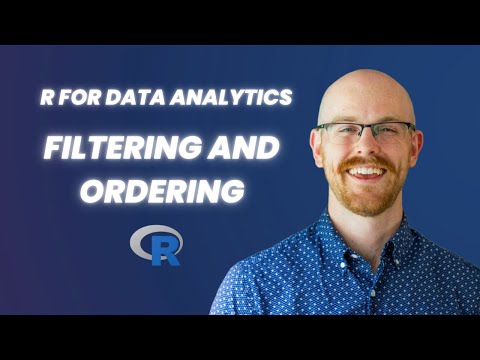 R FOR DATA ANALYTICS
FILTERING AND
ORDERING
R